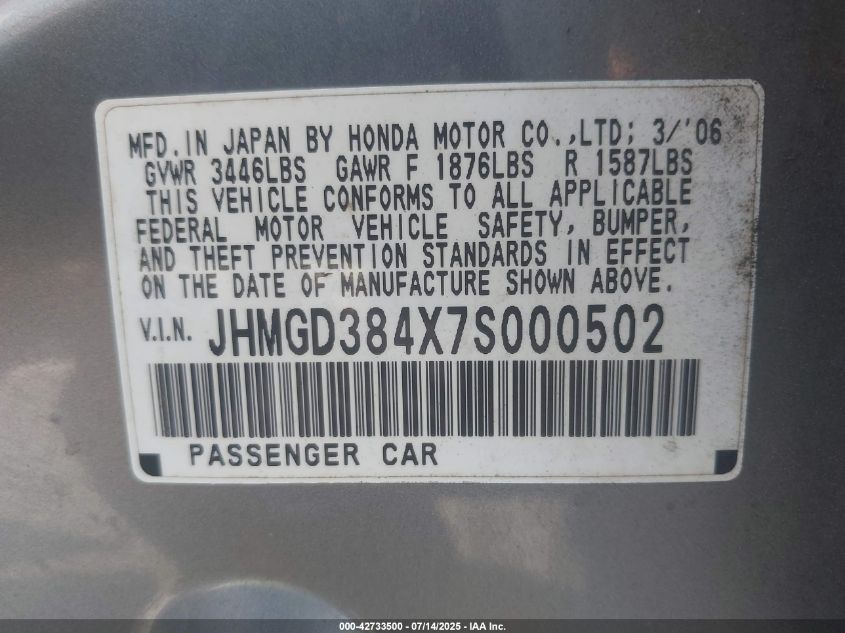 MFD. IN JAPAN BY HONDA MOTOR CO.,LTD; 3/'06
GVWR 3446LBS GAWR F 1876LBS R 1587LBS
THIS VEHICLE CONFORMS TO ALL APPLICABLE
FEDERAL MOTOR VEHICLE SAFETY, BUMPER,
AND THEFT PREVENTION STANDARDS IN EFFECT
ON THE DATE OF MANUFACTURE SHOWN ABOVE.
V.I.N. JHMGD384X7S000502
PASSENGER CAR
000-42733500 - 07/14/2025 - IAA Inc.